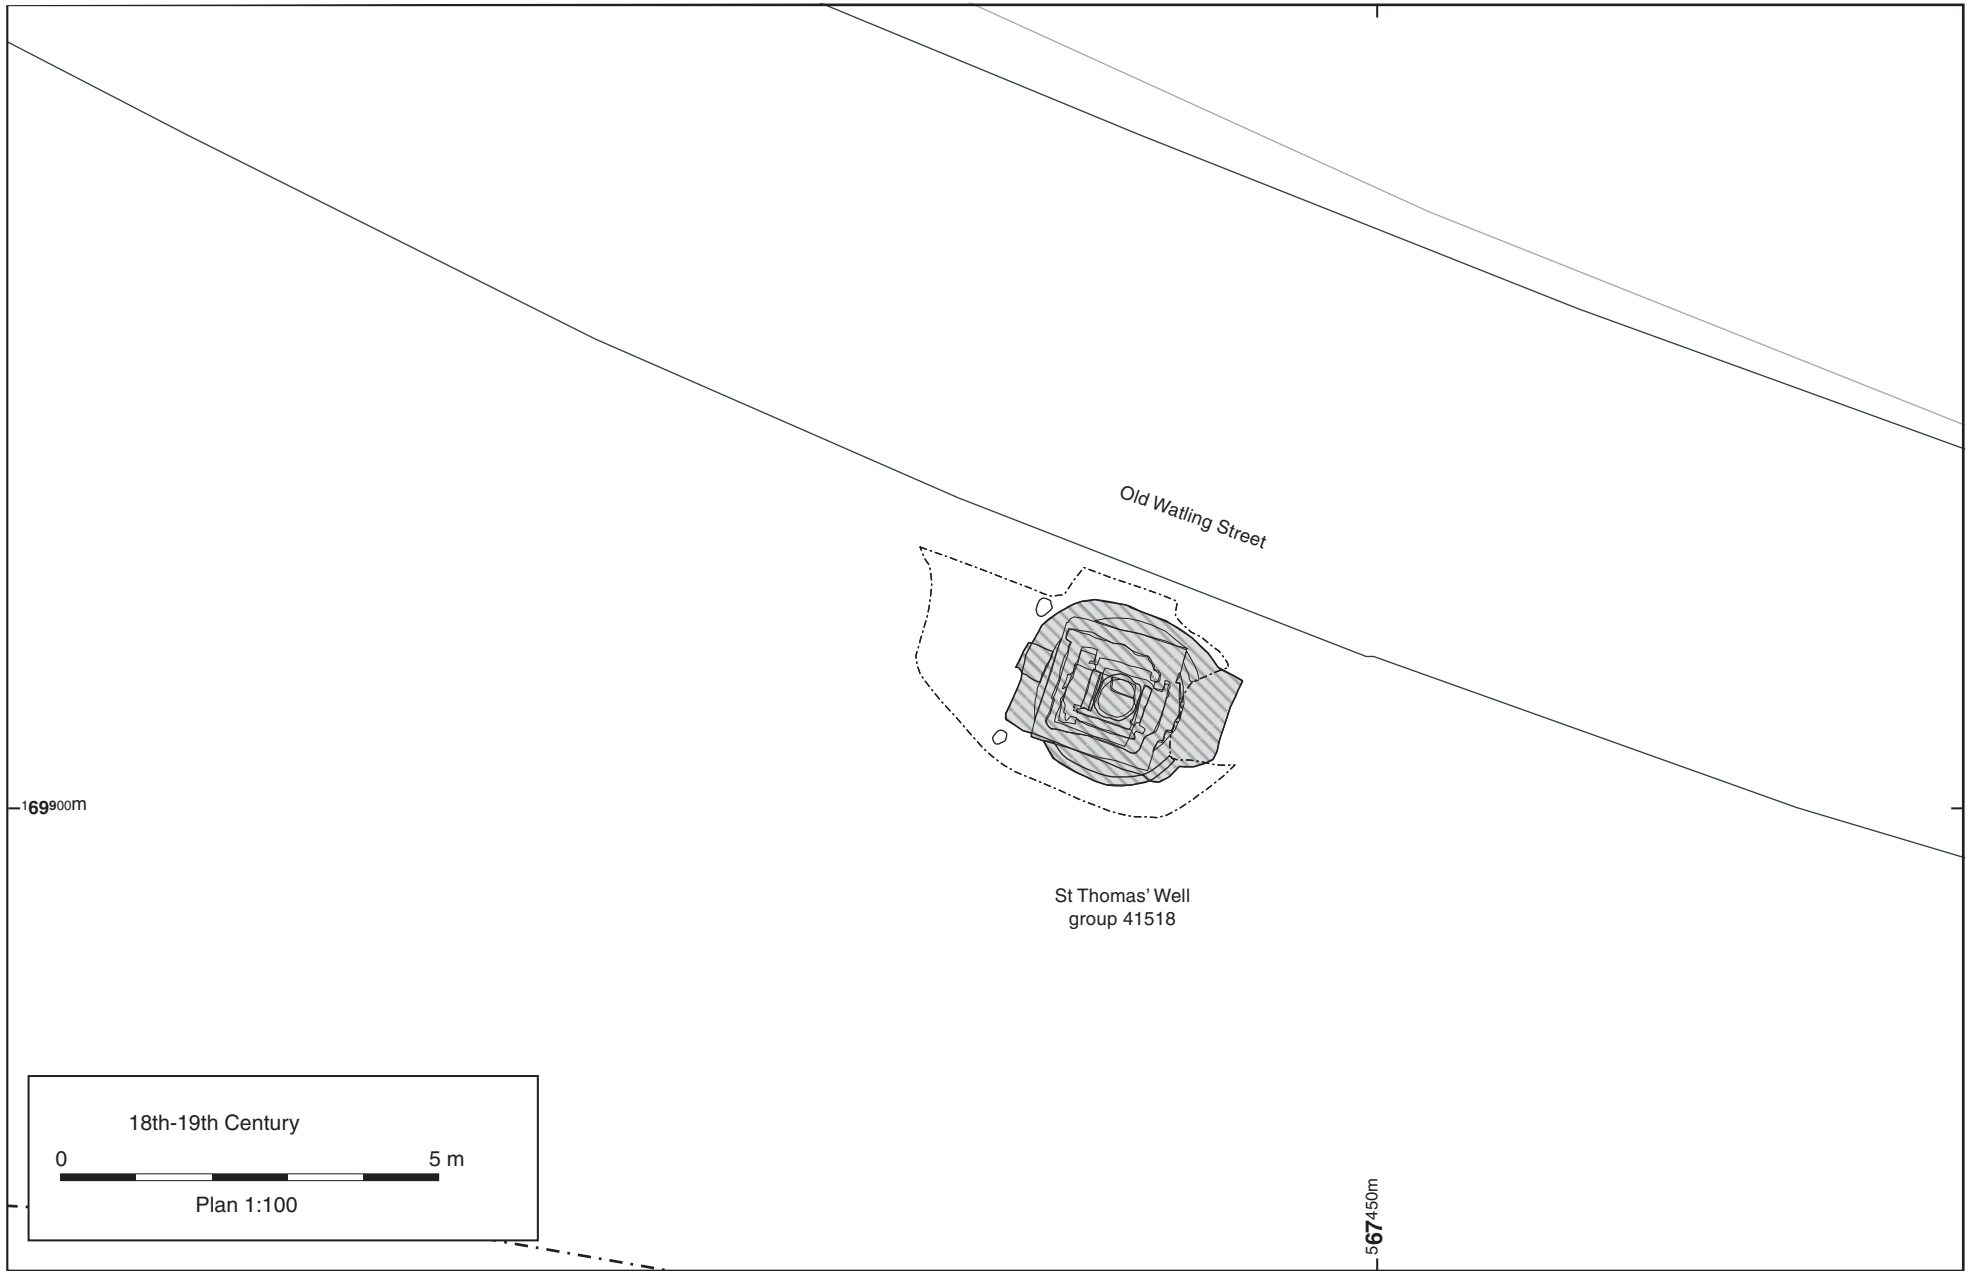 Old Watling Street
169900m
St Thomas’ Well
group 41518
18th-19th Century
0 5 m
Plan 1:100
567450m